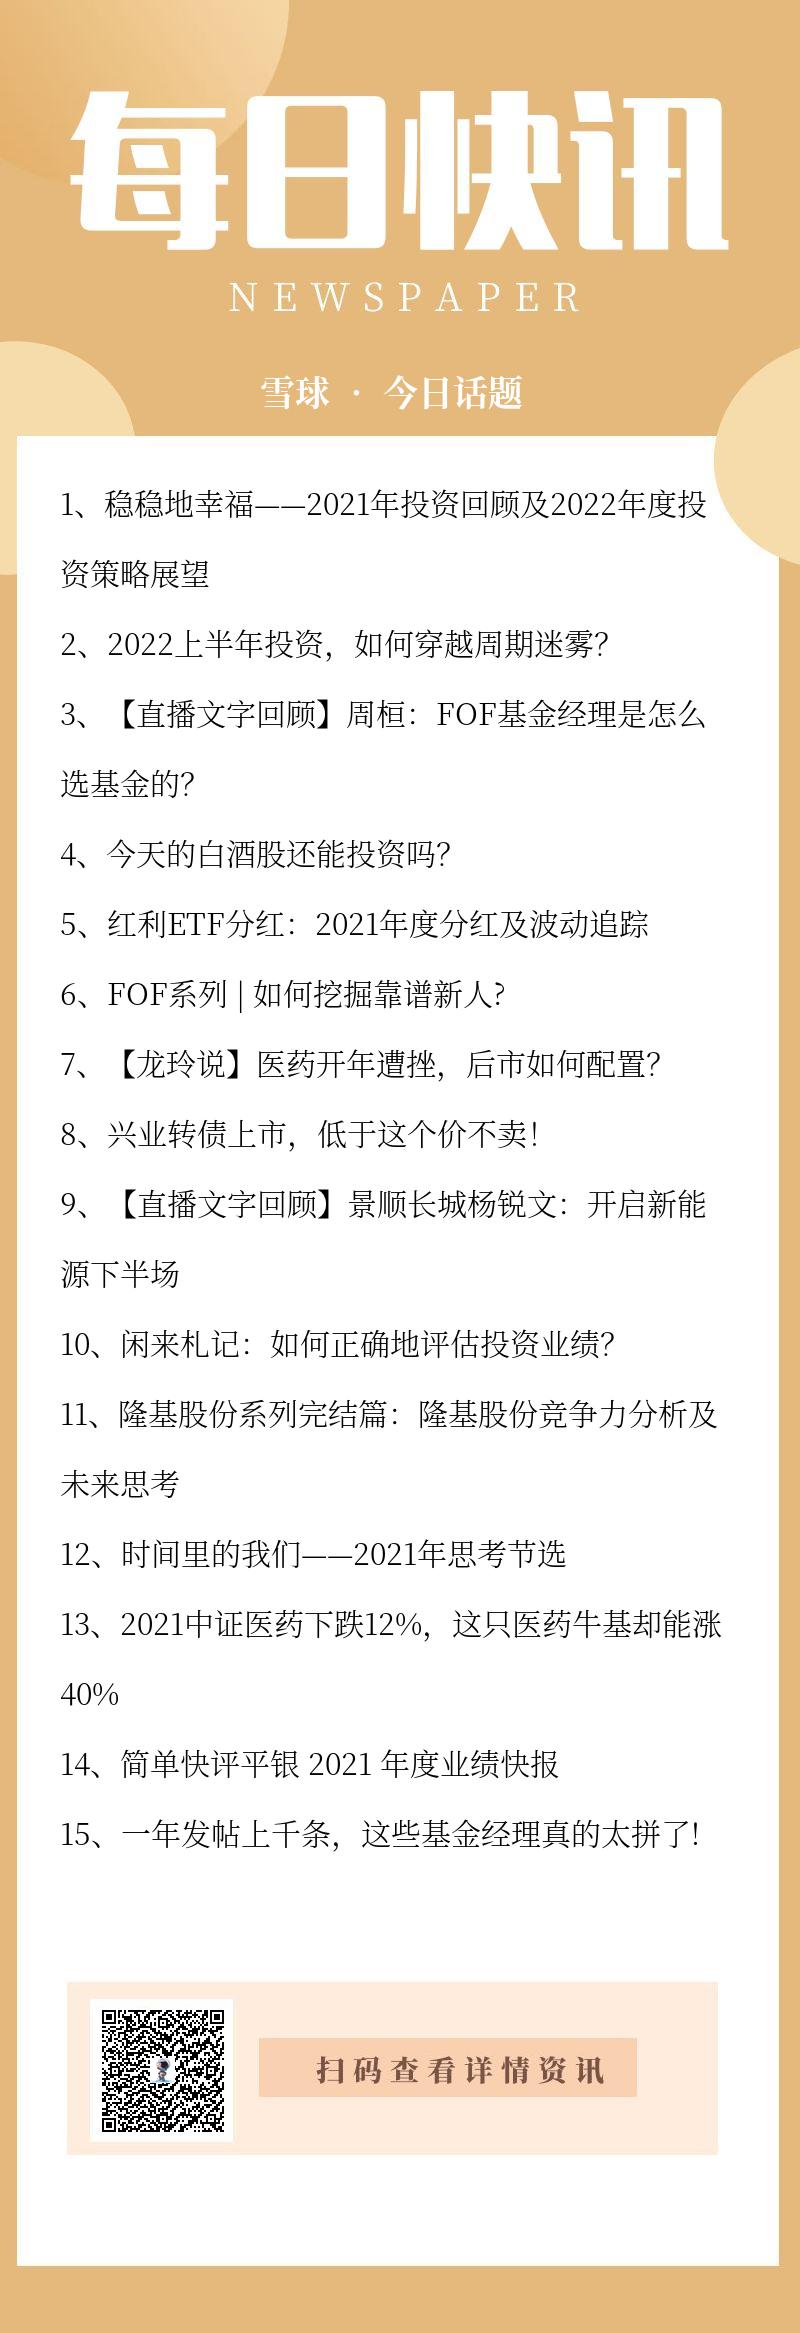 每日快讯
NEWSPAPER
雪球 · 今日话题
1、稳稳地幸福——2021年投资回顾及2022年度投
资策略展望
2、2022上半年投资，如何穿越周期迷雾？
3、【直播文字回顾】周桓：FOF基金经理是怎么
选基金的？
4、今天的白酒股还能投资吗？
5、红利ETF分红：2021年度分红及波动追踪
6、FOF系列 | 如何挖掘靠谱新人?
7、【龙玲说】医药开年遭挫，后市如何配置？
8、兴业转债上市，低于这个价不卖！
9、【直播文字回顾】景顺长城杨锐文：开启新能
源下半场
10、闲来札记：如何正确地评估投资业绩？
11、隆基股份系列完结篇：隆基股份竞争力分析及
未来思考
12、时间里的我们——2021年思考节选
13、2021中证医药下跌12%，这只医药牛基却能涨
40%
14、简单快评平银 2021 年度业绩快报
15、一年发帖上千条，这些基金经理真的太拼了!
扫码查看详情资讯